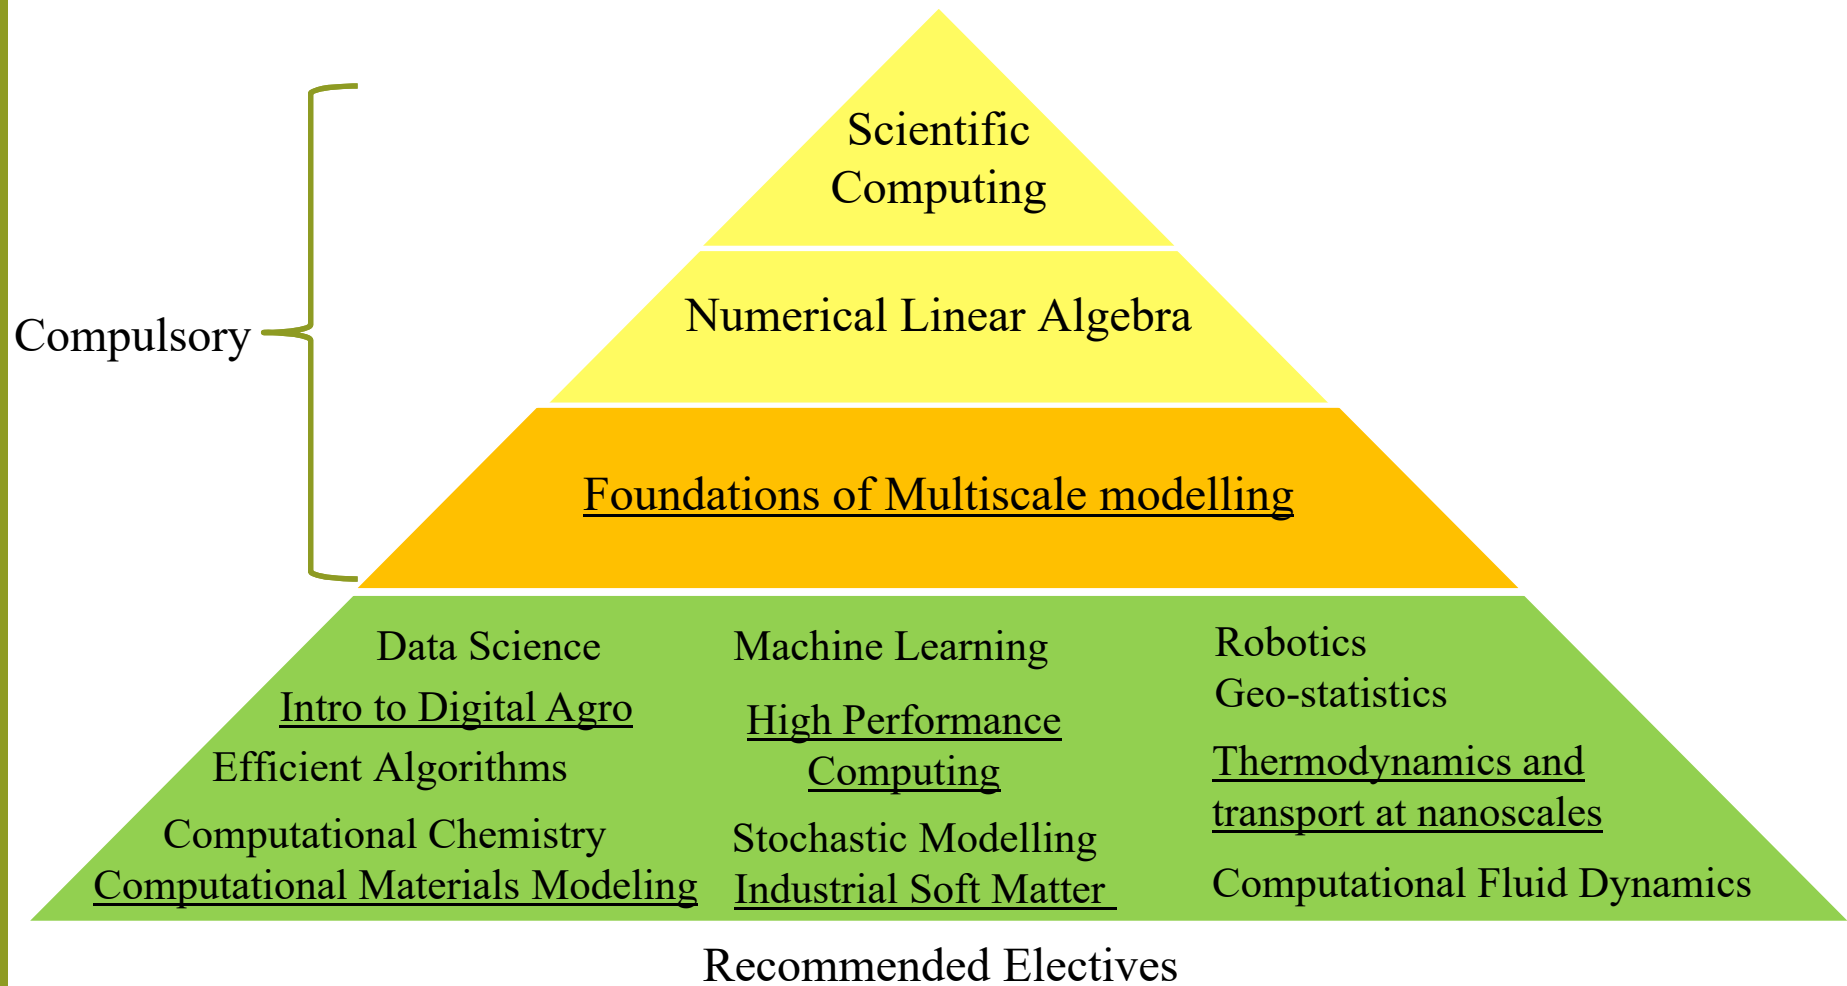 Scientific
Computing
Numerical Linear Algebra
Compulsory
Foundations of Multiscale modelling
Data Science
Intro to Digital Agro
Efficient Algorithms
Computational Chemistry
Computational Materials Modeling
Machine Learning
High Performance
Computing
Stochastic Modelling
Industrial Soft Matter
Robotics
Geo-statistics
Thermodynamics and
transport at nanoscales
Computational Fluid Dynamics
Recommended Electives